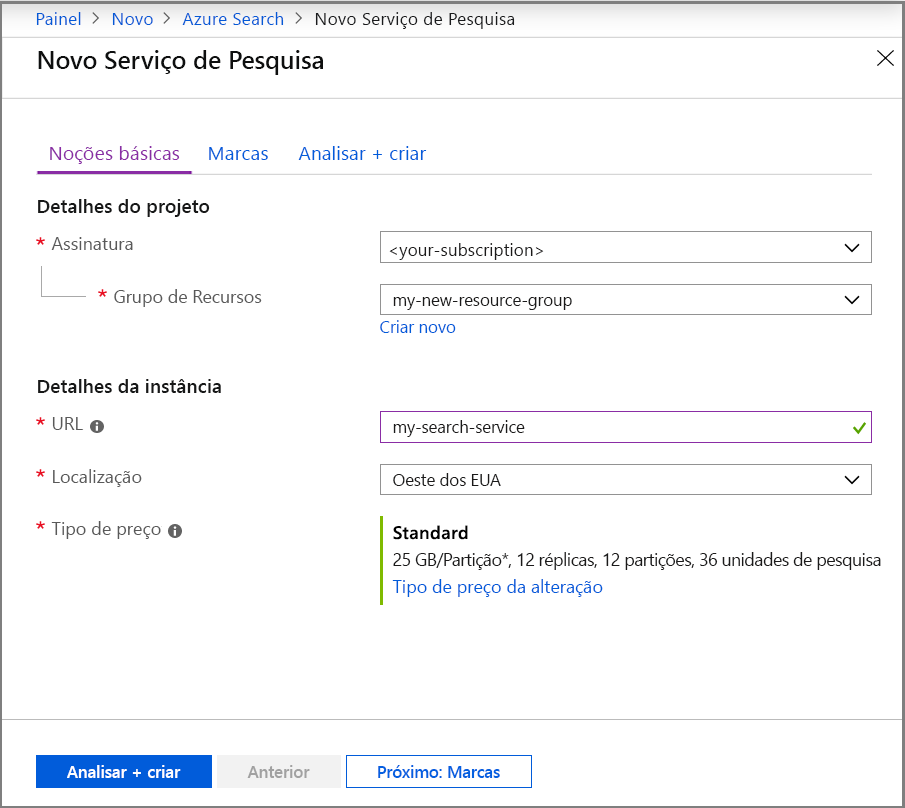 Painel > Novo > Azure Search > Novo Serviço de Pesquisa
Novo Serviço de Pesquisa
Noções básicas Marcas Analisar + criar
Detalhes do projeto
* Assinatura <your-subscription>
* Grupo de Recursos my-new-resource-group
Criar novo
Detalhes da instância
* URL my-search-service
* Localização Oeste dos EUA
* Tipo de preço Standard
25 GB/Partição*, 12 réplicas, 12 partições, 36 unidades de pesquisa
Tipo de preço da alteração
Analisar + criar Anterior Próximo: Marcas